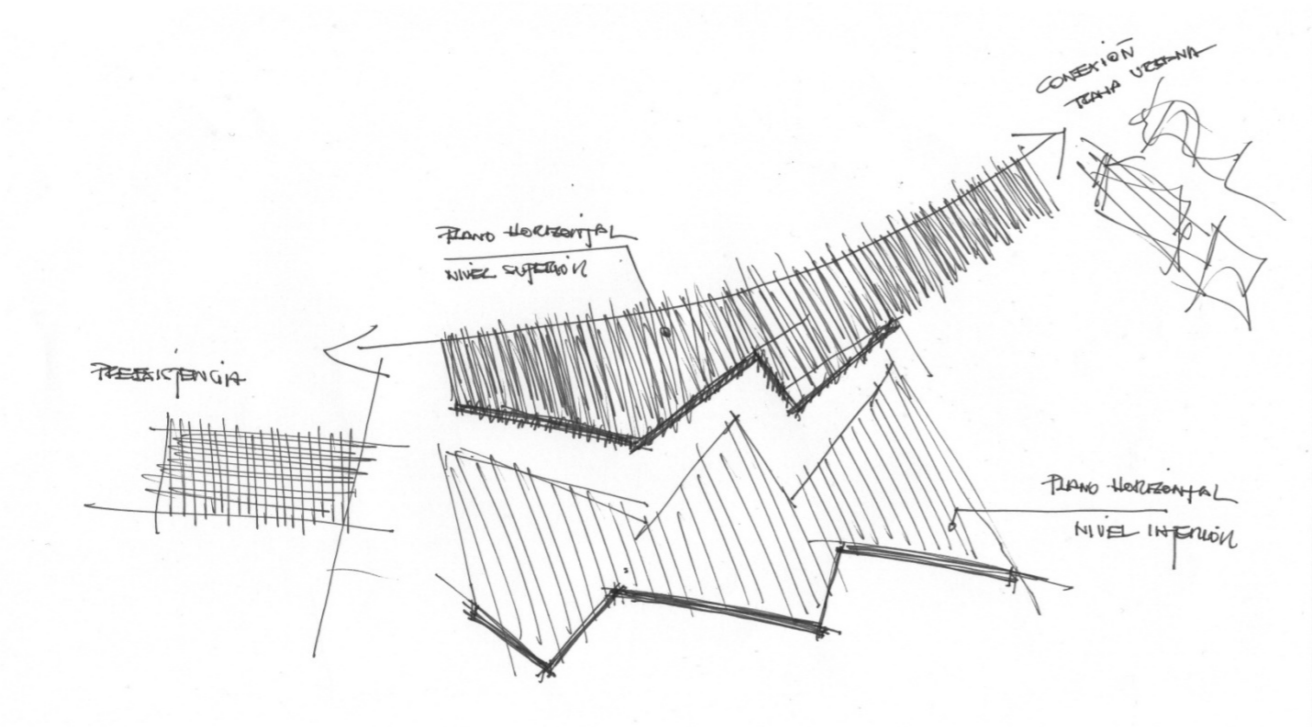 CONEXIÓN
TRAMA URBANA
PLANO HORIZONTAL
NIVEL SUPERIOR
PREEXISTENCIA
PLANO HORIZONTAL
NIVEL INFERIOR